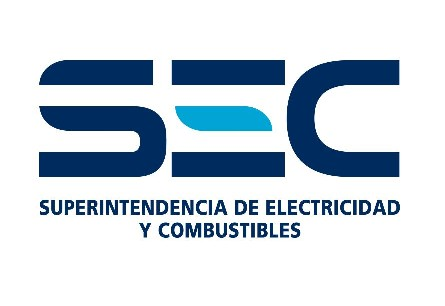 SEC
SUPERINTENDENCIA DE ELECTRICIDAD
Y COMBUSTIBLES